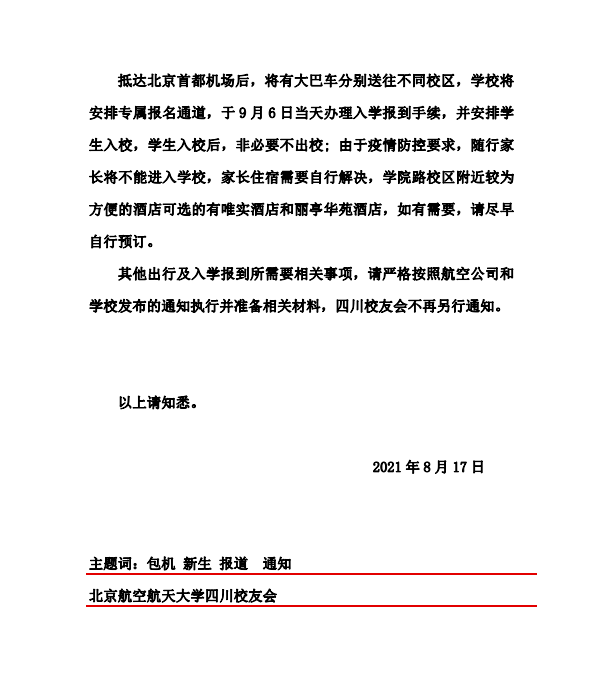 抵达北京首都机场后，将有大巴车分别送往不同校区，学校将
安排专属报名通道，于 9 月 6 日当天办理入学报到手续，并安排学
生入校，学生入校后，非必要不出校；由于疫情防控要求，随行家
长将不能进入学校，家长住宿需要自行解决，学院路校区附近较为
方便的酒店可选的有唯实酒店和丽亭华苑酒店，如有需要，请尽早
自行预订。
其他出行及入学报到所需要相关事项，请严格按照航空公司和
学校发布的通知执行并准备相关材料，四川校友会不再另行通知。
以上请知悉。
2021 年 8 月 17 日
主题词：包机 新生 报道 通知
北京航空航天大学四川校友会